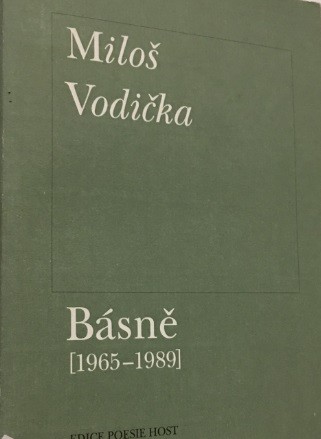 Miloš
Vodička
Básně
[1965–1989]
EDICE POESIE HOST